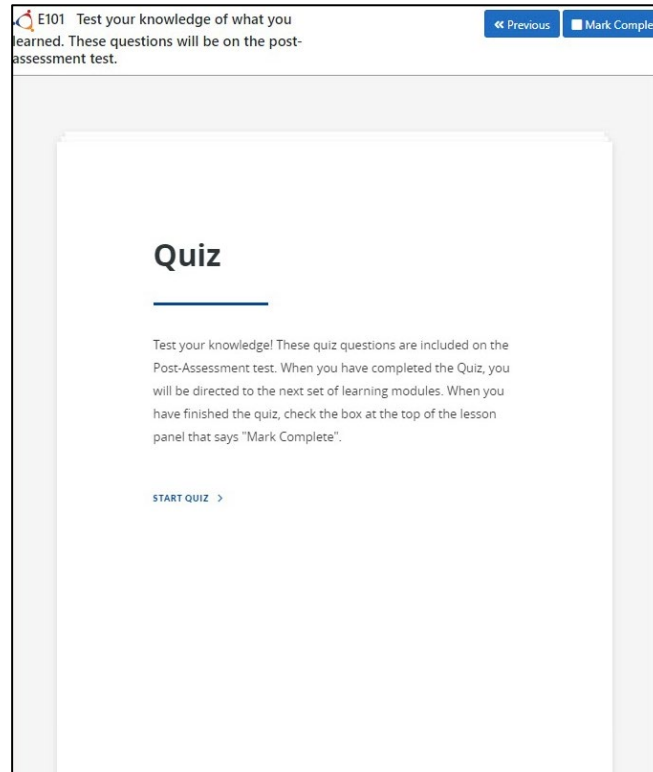 E101 Test your knowledge of what you
learned. These questions will be on the post-
assessment test.
« Previous
Mark Comple
Quiz
Test your knowledge! These quiz questions are included on the
Post-Assessment test. When you have completed the Quiz, you
will be directed to the next set of learning modules. When you
have finished the quiz, check the box at the top of the lesson
panel that says "Mark Complete".
START QUIZ >